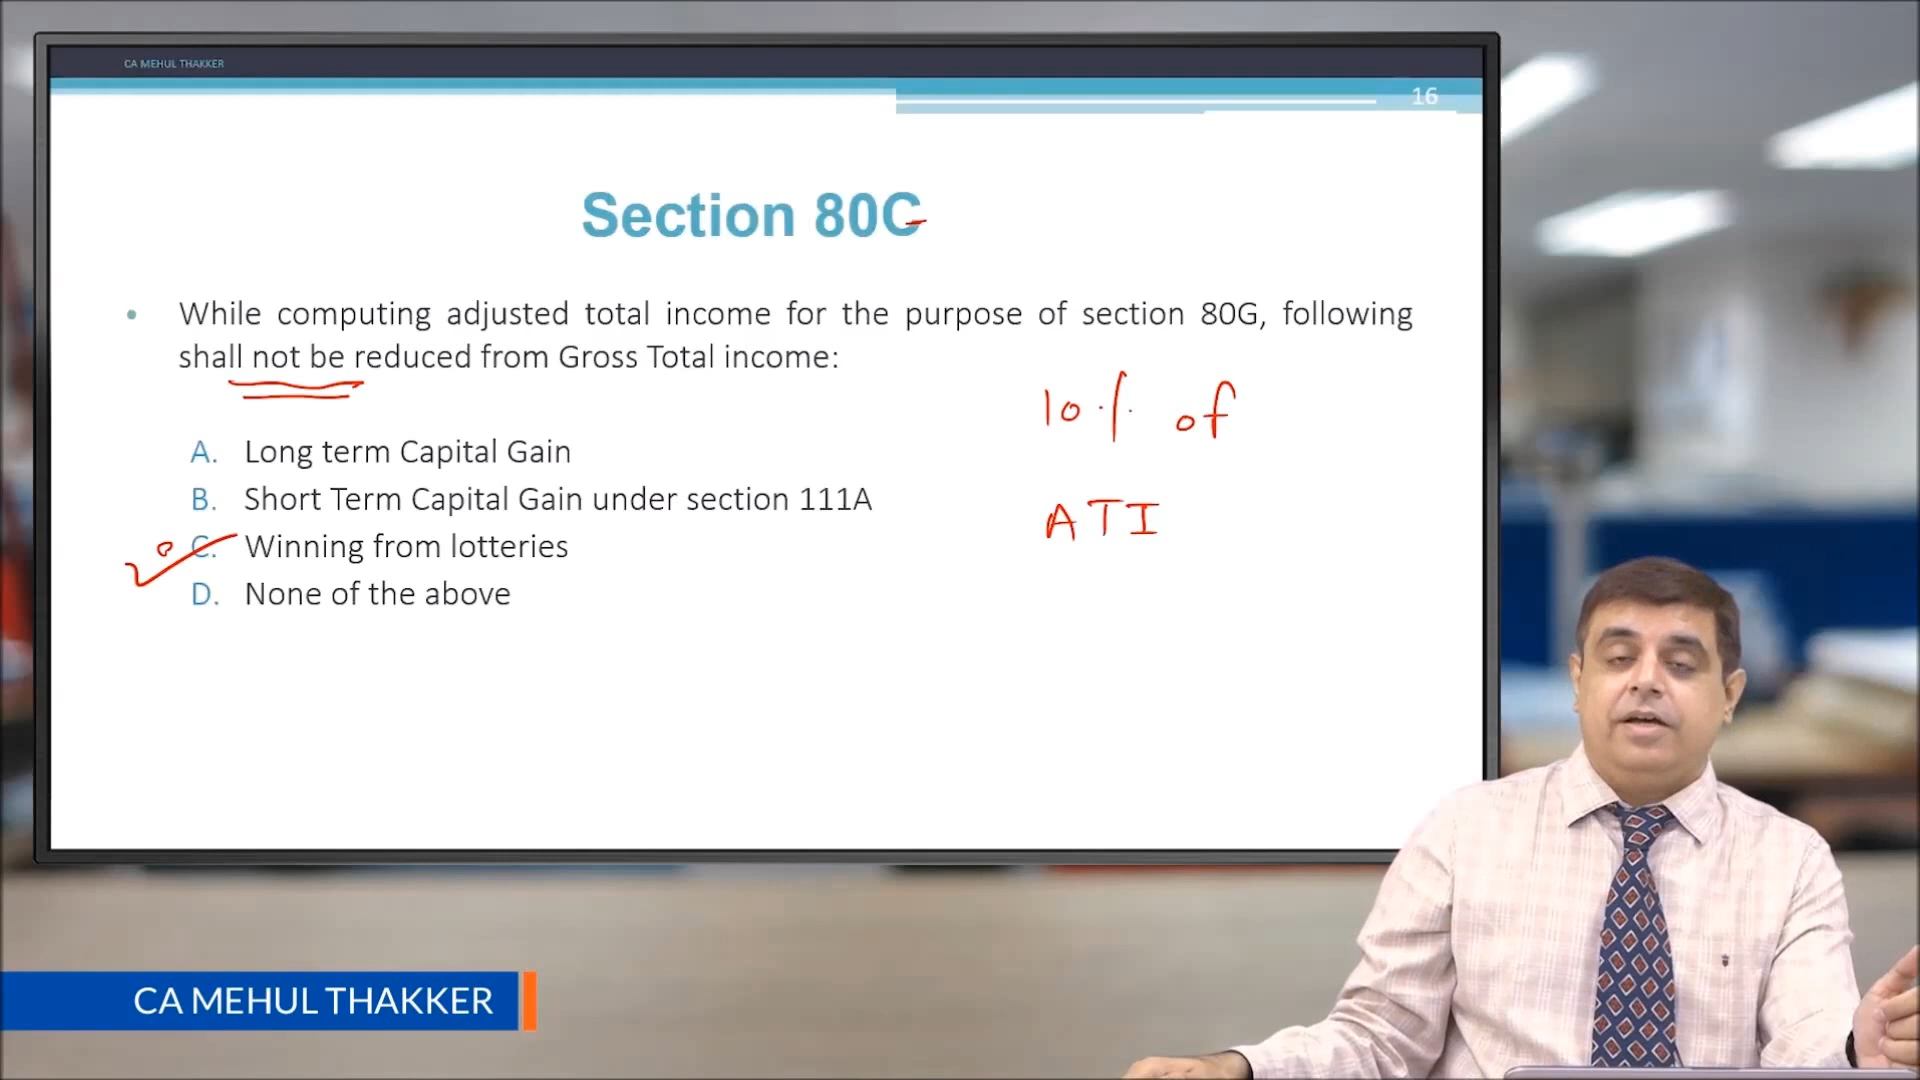 CA MEHUL THAKKER
16
Section 80C
• While computing adjusted total income for the purpose of section 80G, following
shall not be reduced from Gross Total income:
10% of
A. Long term Capital Gain
B. Short Term Capital Gain under section 111A
ATI
C. Winning from lotteries
D. None of the above
CA MEHUL THAKKER